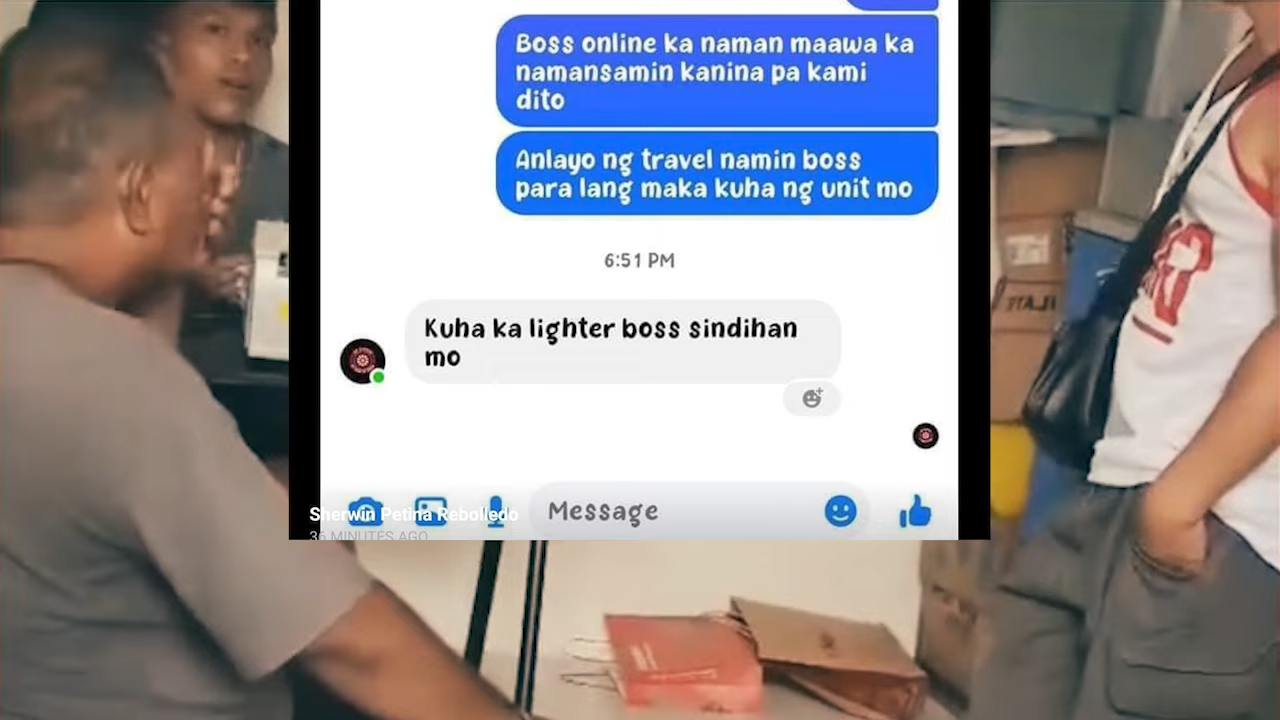 Boss online ka naman maawa ka
namansamin kanina pa kami
dito
Anlayo ng travel namin boss
para lang maka kuha ng unit mo
6:51 PM
Kuha ka lighter boss sindihan
mo
Message
Sherwin Petina Rebolledo
36 MINUTES AGO